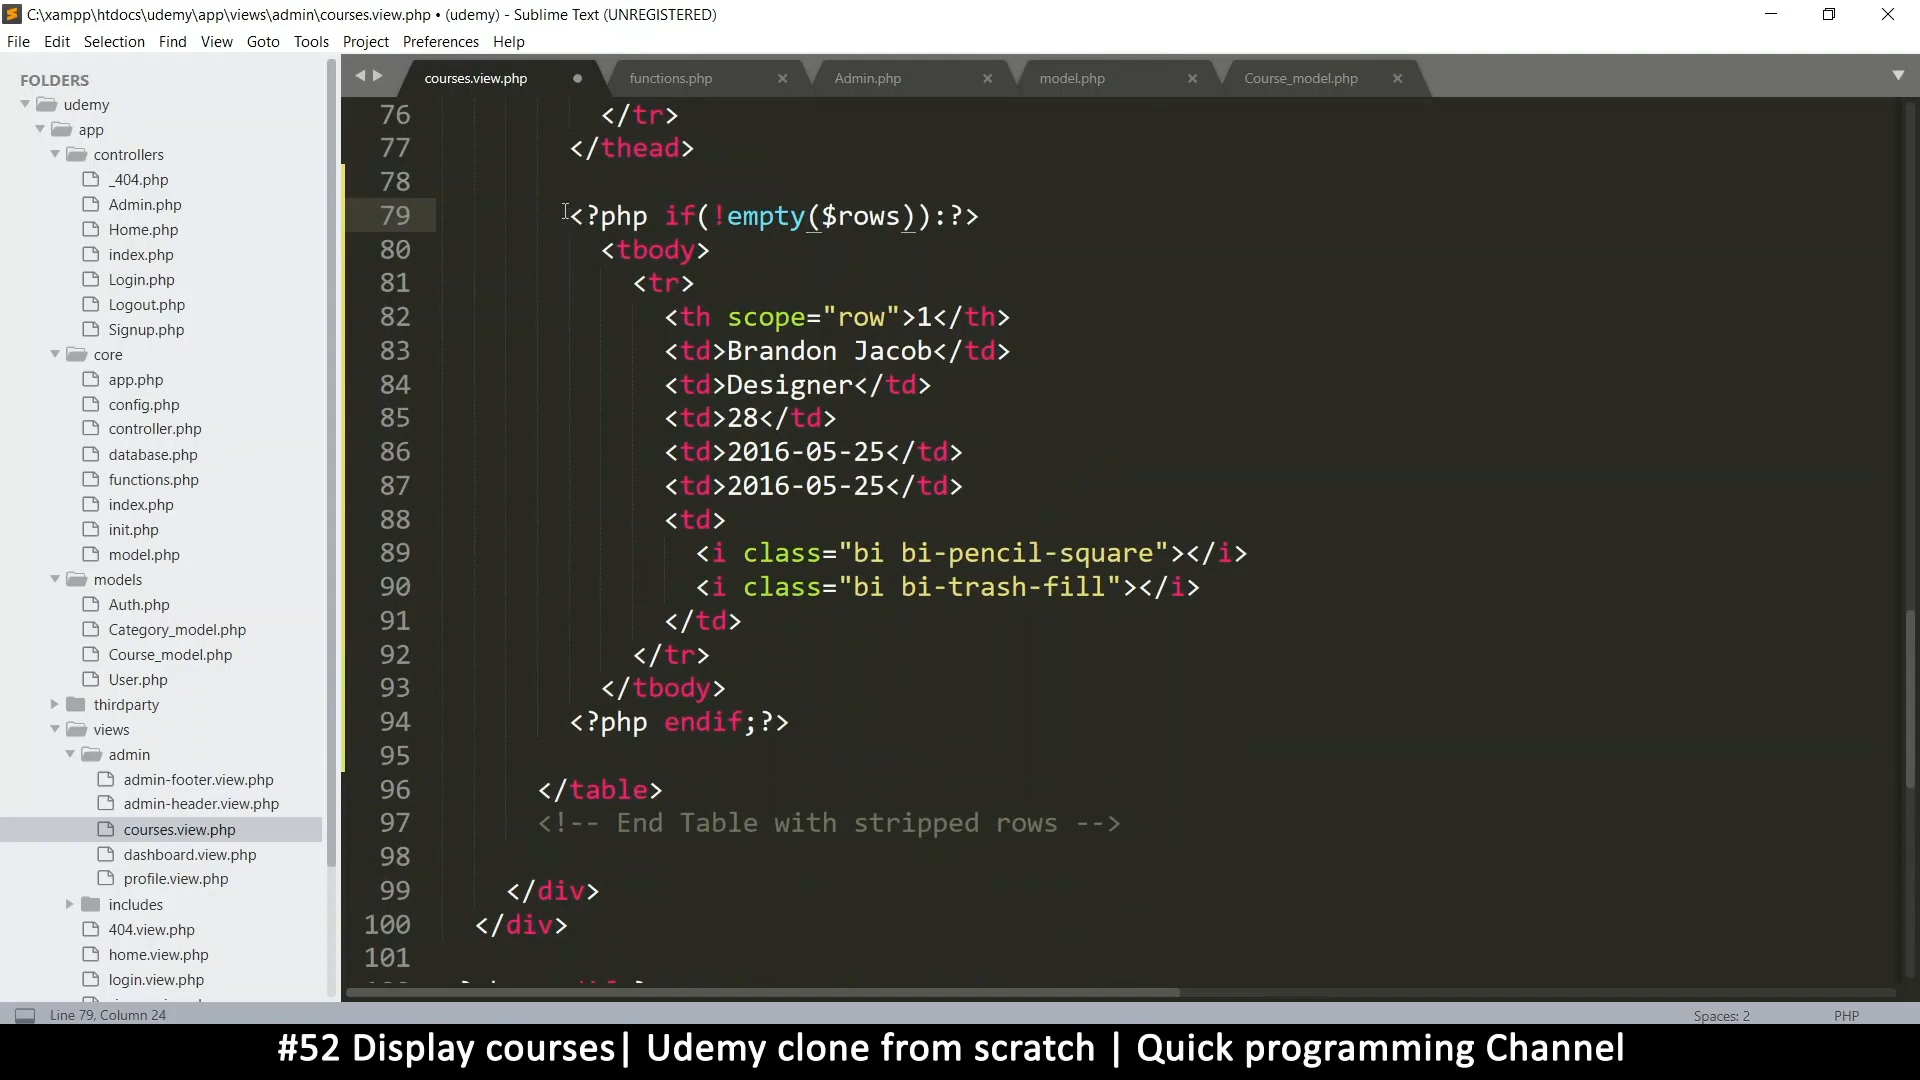 C:\xampp\htdocs\udemy\app\views\admin\courses.view.php • (udemy) - Sublime Text (UNREGISTERED)
File Edit Selection Find View Goto Tools Project Preferences Help
FOLDERS
udemy
app
controllers
_404.php
Admin.php
Home.php
index.php
Login.php
Logout.php
Signup.php
core
app.php
config.php
controller.php
database.php
functions.php
index.php
init.php
model.php
models
Auth.php
Category_model.php
Course_model.php
User.php
thirdparty
views
admin
admin-footer.view.php
admin-header.view.php
courses.view.php
dashboard.view.php
profile.view.php
includes
404.view.php
home.view.php
login.view.php
courses.view.php functions.php Admin.php model.php Course_model.php
76 </tr>
77 </thead>
78
79 <?php if(!empty($rows)):?>
80 <tbody>
81 <tr>
82 <th scope="row">1</th>
83 <td>Brandon Jacob</td>
84 <td>Designer</td>
85 <td>28</td>
86 <td>2016-05-25</td>
87 <td>2016-05-25</td>
88 <td>
89 <i class="bi bi-pencil-square"></i>
90 <i class="bi bi-trash-fill"></i>
91 </td>
92 </tr>
93 </tbody>
94 <?php endif;?>
95
96 </table>
97 <!-- End Table with stripped rows -->
98
99 </div>
100 </div>
101
Line 79, Column 24 Spaces: 2 PHP
#52 Display courses| Udemy clone from scratch | Quick programming Channel